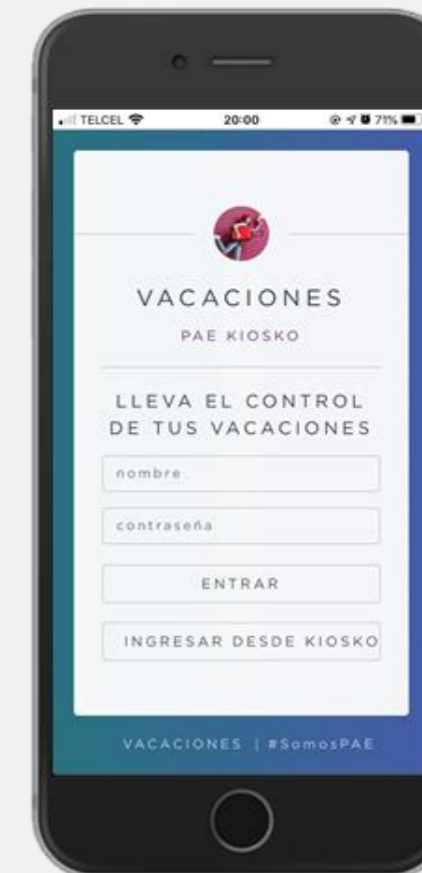 TELCEL 20:00 71%
VACACIONES
PAE KIOSKO
LLEVA EL CONTROL
DE TUS VACACIONES
nombre
contraseña
ENTRAR
INGRESAR DESDE KIOSKO
VACACIONES | #SomosPAE